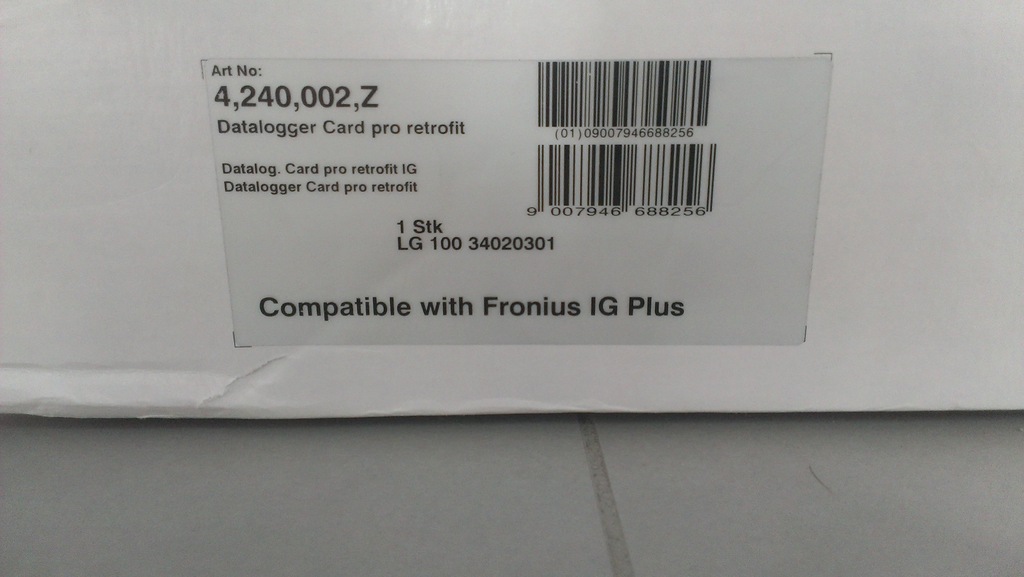 Art No:
4,240,002,Z
Datalogger Card pro retrofit
(01)09007946688256
Datalog. Card pro retrofit IG
Datalogger Card pro retrofit
9 007946 688256
1 Stk
LG 100 34020301
Compatible with Fronius IG Plus